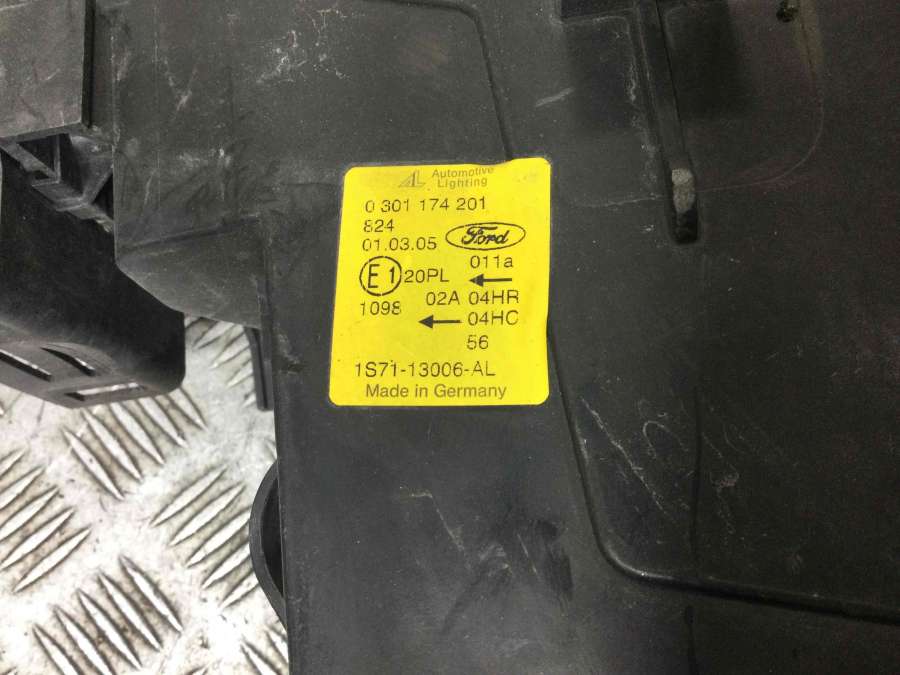 Automotive
Lighting
0 301 174 201
824
01.03.05 Ford
E1 20PL 011a
1098 02A 04HR
04HC
56
1S71-13006-AL
Made in Germany